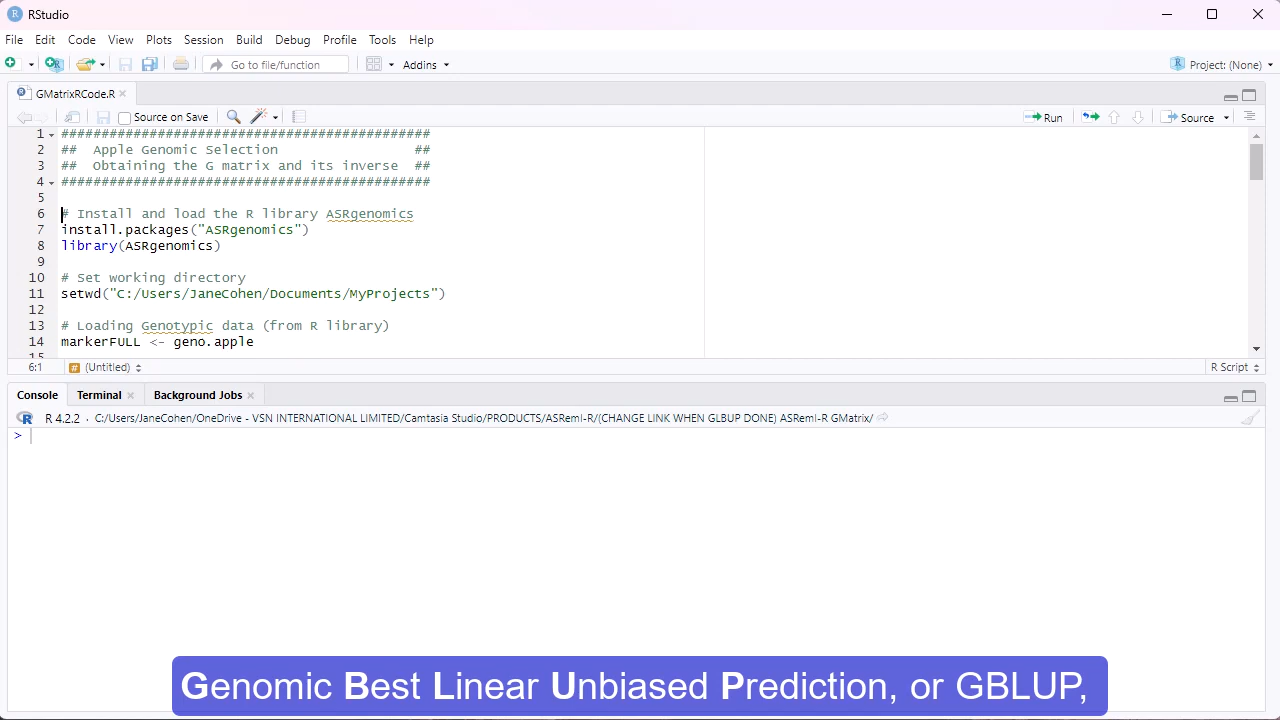 RStudio
File Edit Code View Plots Session Build Debug Profile Tools Help
Go to file/function Addins Project: (None)
GMatrixRCode.R
Source on Save Run Source
1 ##############################################
2 ## Apple Genomic Selection ##
3 ## Obtaining the G matrix and its inverse ##
4 ##############################################
5
6 # Install and load the R library ASRgenomics
7 install.packages("ASRgenomics")
8 library(ASRgenomics)
9
10 # Set working directory
11 setwd("C:/Users/JaneCohen/Documents/MyProjects")
12
13 # Loading Genotypic data (from R library)
14 markerFULL <- geno.apple
15
6:1 # (Untitled) R Script
Console Terminal Background Jobs
R 4.2.2 · C:/Users/JaneCohen/OneDrive - VSN INTERNATIONAL LIMITED/Camtasia Studio/PRODUCTS/ASReml-R/(CHANGE LINK WHEN GLBUP DONE) ASReml-R GMatrix/
>
Genomic Best Linear Unbiased Prediction, or GBLUP,